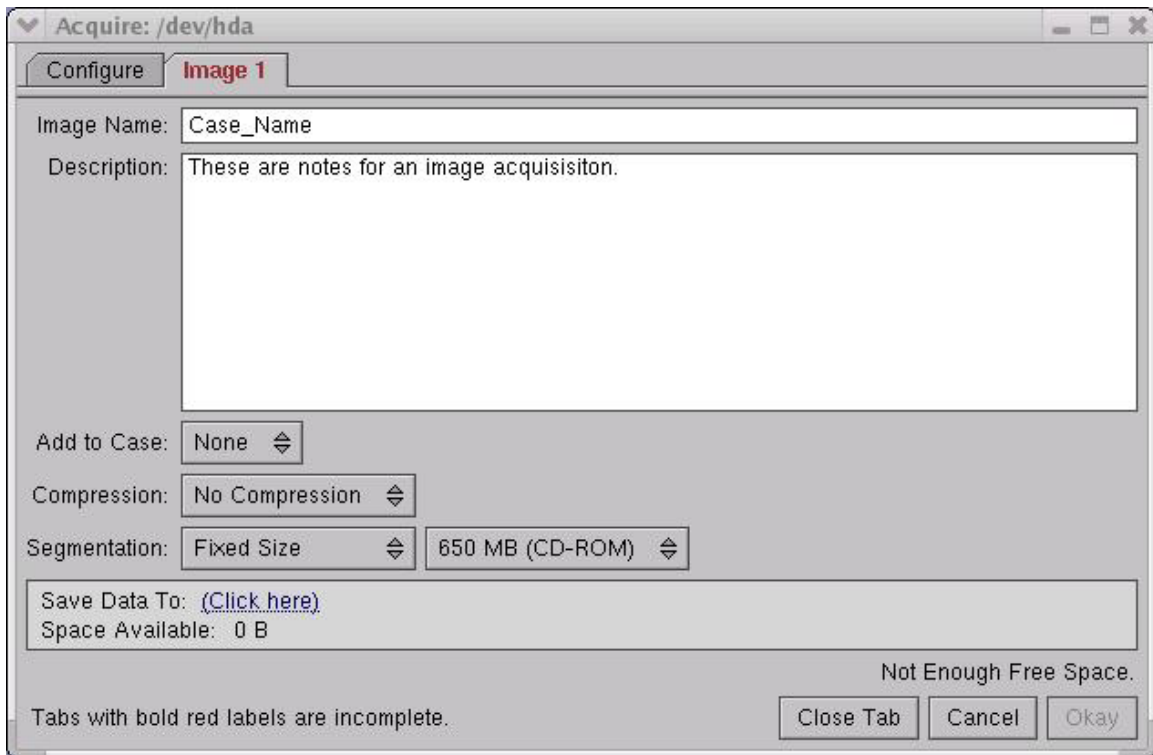 Acquire: /dev/hda
Configure Image 1
Image Name: Case_Name
Description: These are notes for an image acquisisiton.
Add to Case: None
Compression: No Compression
Segmentation: Fixed Size 650 MB (CD-ROM)
Save Data To: (Click here)
Space Available: 0 B
Not Enough Free Space.
Tabs with bold red labels are incomplete. Close Tab Cancel Okay